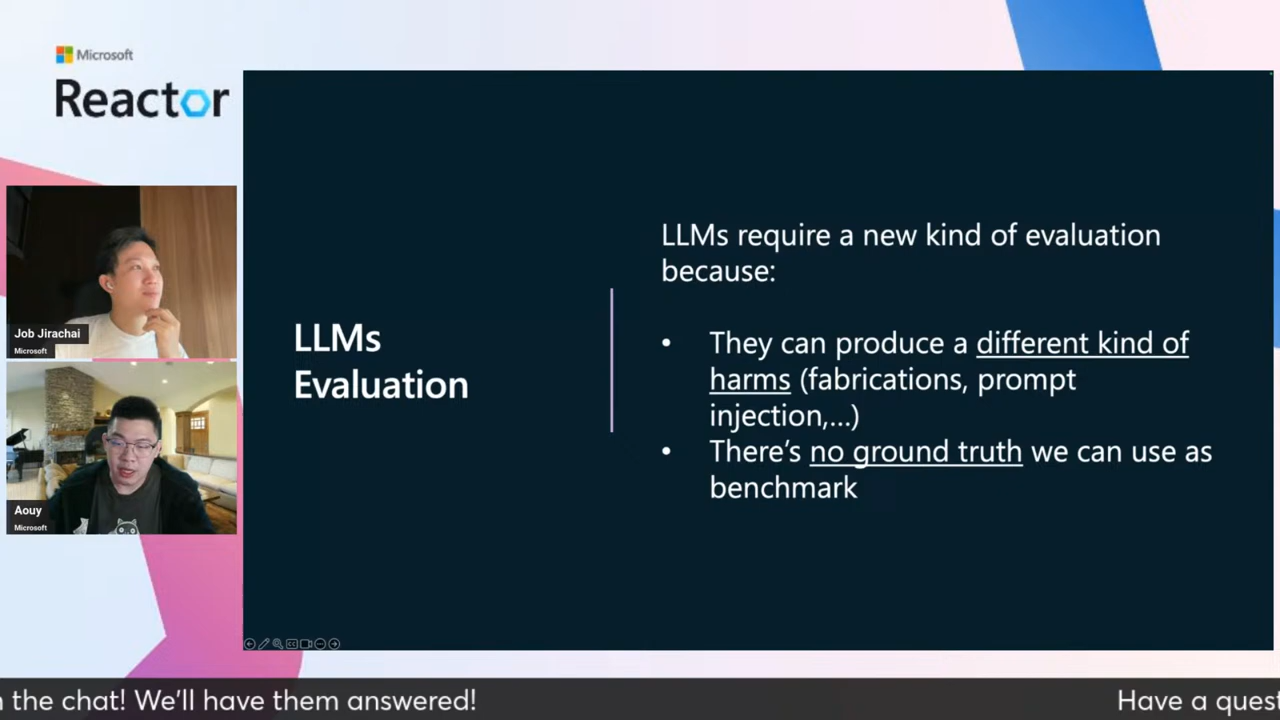 Microsoft
Reactor
Job Jirachai
Microsoft
Aouy
Microsoft
LLMs
Evaluation
LLMs require a new kind of evaluation
because:
• They can produce a different kind of
harms (fabrications, prompt
injection,...)
• There's no ground truth we can use as
benchmark
the chat! We'll have them answered!
Have a